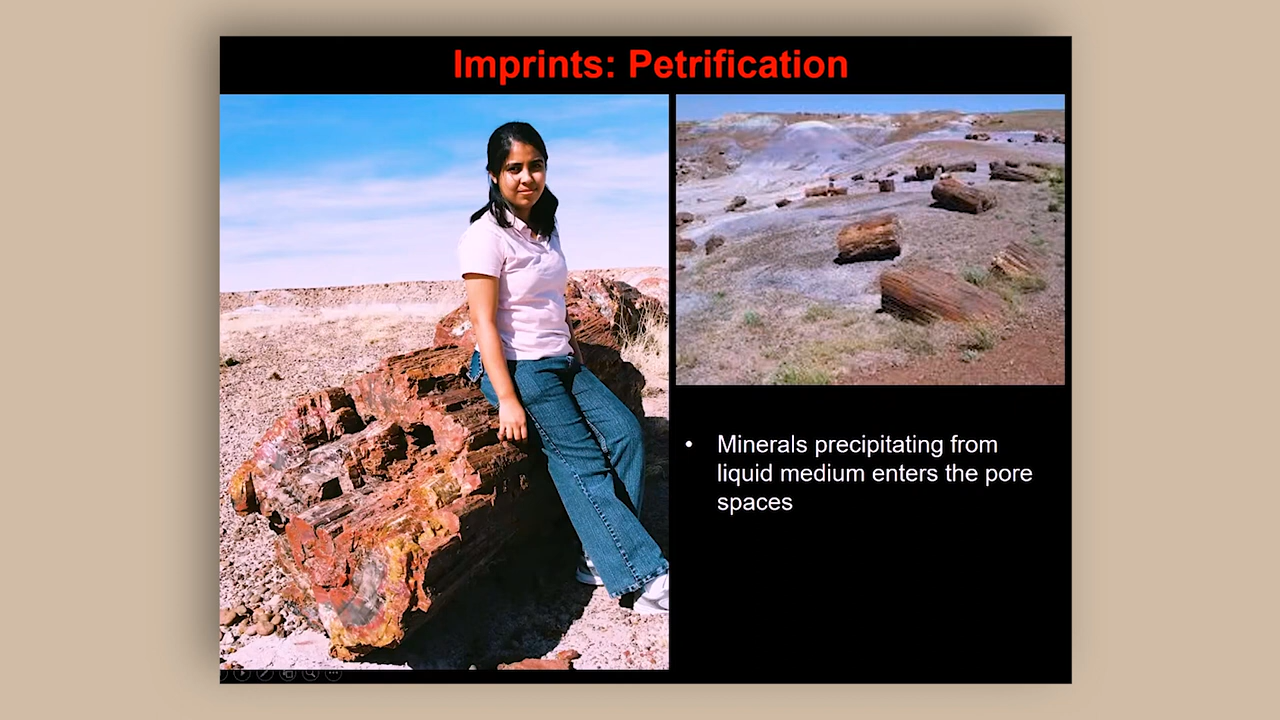 Imprints: Petrification
• Minerals precipitating from
liquid medium enters the pore
spaces